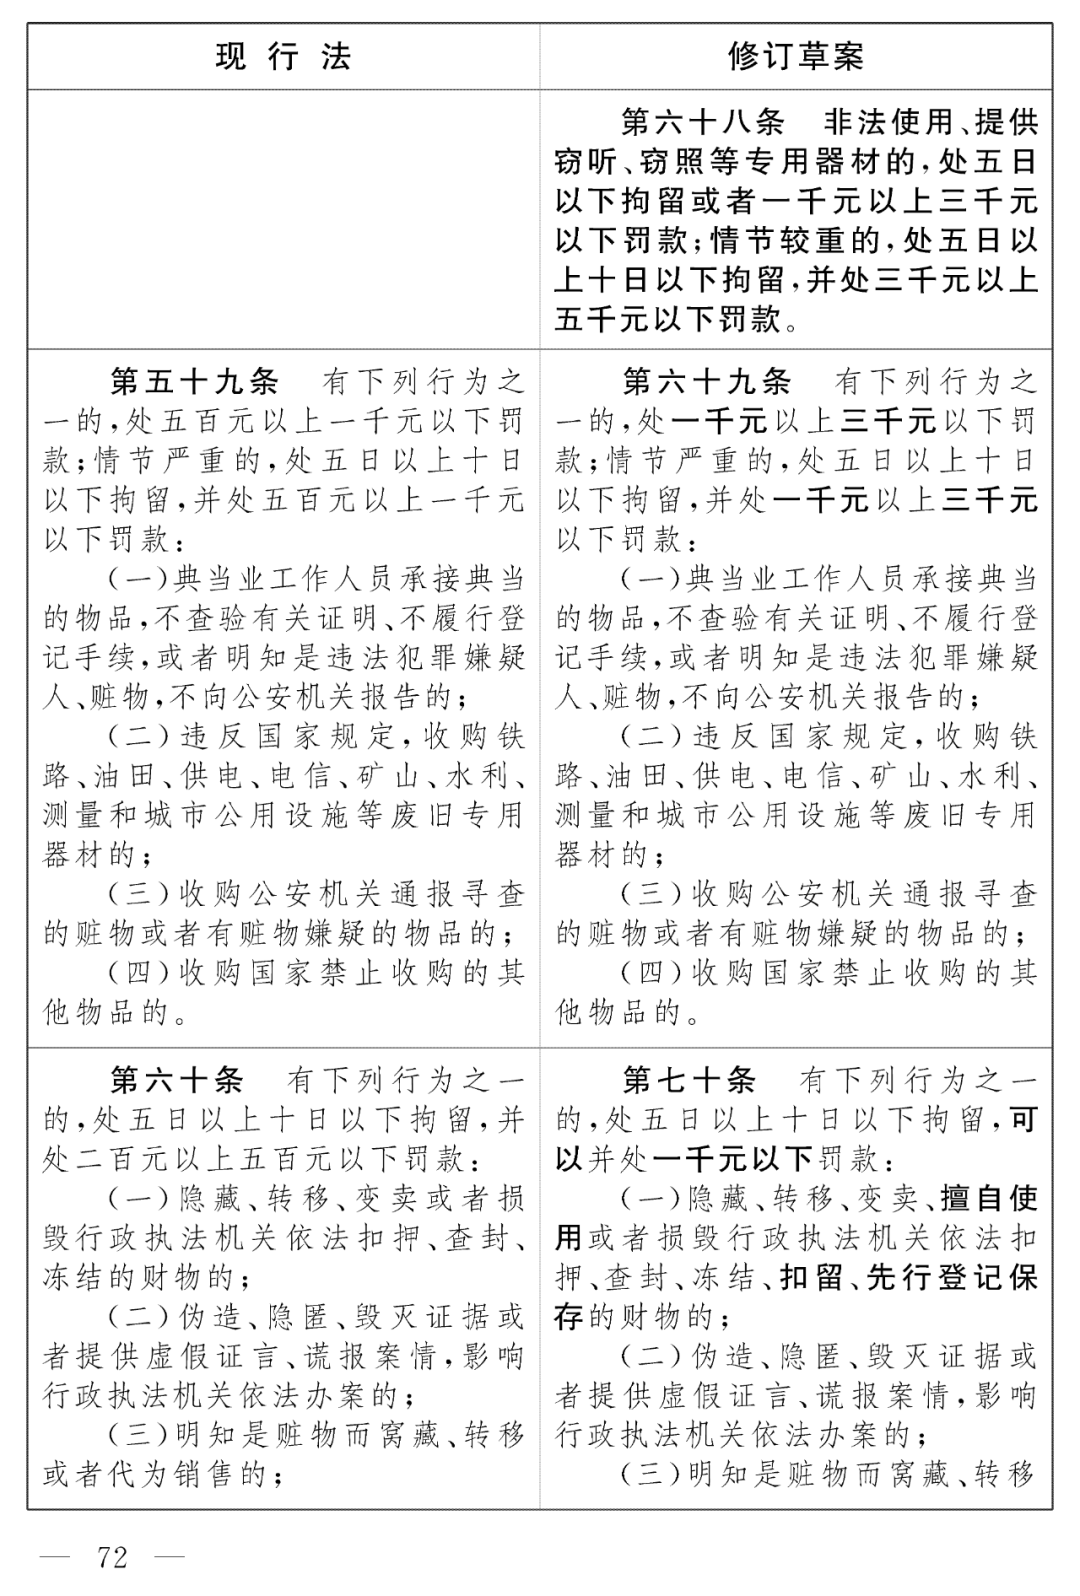 现行法
修订草案
第六十八条　非法使用、提供
窃听、窃照等专用器材的,处五日
以下拘留或者一千元以上三千元
以下罚款;情节较重的,处五日以
上十日以下拘留,并处三千元以上
五千元以下罚款。
第五十九条　有下列行为之
一的,处五百元以上一千元以下罚
款;情节严重的,处五日以上十日
以下拘留,并处五百元以上一千元
以下罚款:
(一)典当业工作人员承接典当
的物品,不查验有关证明、不履行登
记手续,或者明知是违法犯罪嫌疑
人、赃物,不向公安机关报告的;
(二)违反国家规定,收购铁
路、油田、供电、电信、矿山、水利、
测量和城市公用设施等废旧专用
器材的;
(三)收购公安机关通报寻查
的赃物或者有赃物嫌疑的物品的;
(四)收购国家禁止收购的其
他物品的。
第六十九条　有下列行为之
一的,处一千元以上三千元以下罚
款;情节严重的,处五日以上十日
以下拘留,并处一千元以上三千元
以下罚款:
(一)典当业工作人员承接典当
的物品,不查验有关证明、不履行登
记手续,或者明知是违法犯罪嫌疑
人、赃物,不向公安机关报告的;
(二)违反国家规定,收购铁
路、油田、供电、电信、矿山、水利、
测量和城市公用设施等废旧专用
器材的;
(三)收购公安机关通报寻查
的赃物或者有赃物嫌疑的物品的;
(四)收购国家禁止收购的其
他物品的。
第六十条　有下列行为之一
的,处五日以上十日以下拘留,并
处二百元以上五百元以下罚款:
(一)隐藏、转移、变卖或者损
毁行政执法机关依法扣押、查封、
冻结的财物的;
(二)伪造、隐匿、毁灭证据或
者提供虚假证言、谎报案情,影响
行政执法机关依法办案的;
(三)明知是赃物而窝藏、转移
或者代为销售的;
第七十条　有下列行为之一
的,处五日以上十日以下拘留,可
以并处一千元以下罚款:
(一)隐藏、转移、变卖、擅自使
用或者损毁行政执法机关依法扣
押、查封、冻结、扣留、先行登记保
存的财物的;
(二)伪造、隐匿、毁灭证据或
者提供虚假证言、谎报案情,影响
行政执法机关依法办案的;
(三)明知是赃物而窝藏、转移
— 72 —